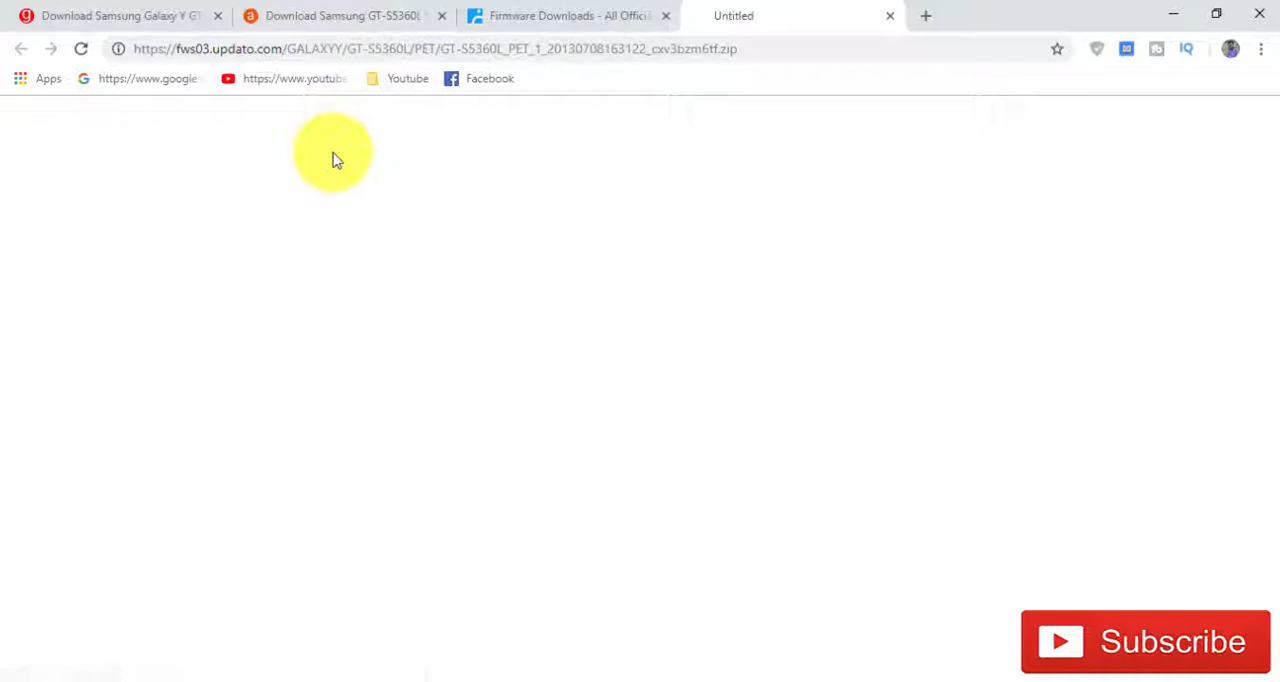 Download Samsung Galaxy Y GT
Download Samsung GT-S5360L
Firmware Downloads - All Offici
Untitled
https://fws03.updato.com/GALAXYY/GT-S5360L/PET/GT-S5360L_PET_1_20130708163122_cxv3bzm6tf.zip
Apps
https://www.google
https://www.youtube
Youtube
Facebook
Subscribe